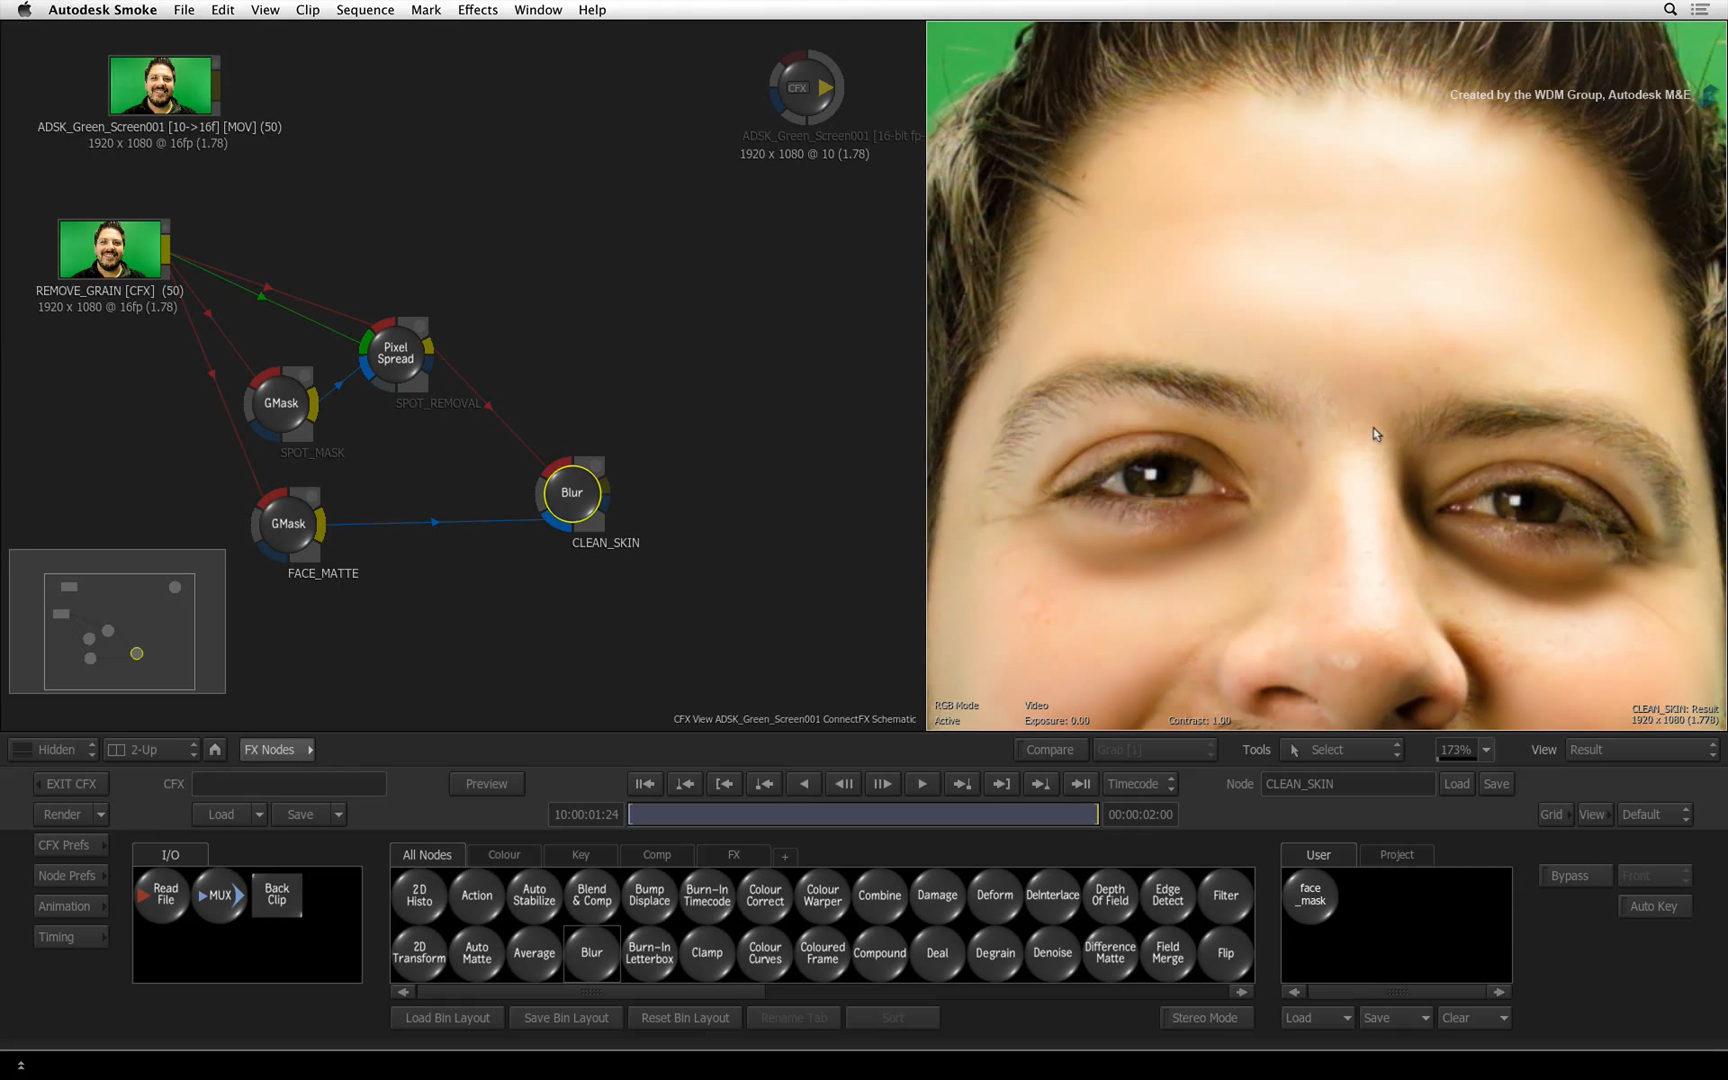 Autodesk Smoke File Edit View Clip Sequence Mark Effects Window Help
ADSK_Green_Screen001 [10->16f] [MOV] (50)
1920 x 1080 @ 16fp (1.78)
CFX
ADSK_Green_Screen001 [16-bit fp-
1920 x 1080 @ 10 (1.78)
Created by the WDM Group, Autodesk M&E
REMOVE_GRAIN [CFX] (50)
1920 x 1080 @ 16fp (1.78)
Pixel
Spread
SPOT_REMOVAL
GMask
SPOT_MASK
Blur
CLEAN_SKIN
GMask
FACE_MATTE
CFX View ADSK_Green_Screen001 ConnectFX Schematic
RGB Mode Video
Active Exposure: 0.00 Contrast: 1.00
CLEAN_SKIN: Result
1920 x 1080 (1.778)
Hidden 2-Up FX Nodes Compare Grap [1] Tools Select 173% View Result
EXIT CFX CFX Preview Timecode Node CLEAN_SKIN Load Save
Render Load Save 10:00:01:24 00:00:02:00 Grid View Default
CFX Prefs
Node Prefs
Animation
Timing
I/O
Read
File
MUX
Back
Clip
All Nodes Colour Key Comp FX +
2D
Histo
Action
Auto
Stabilize
Blend
& Comp
Bump
Displace
Burn-In
Timecode
Colour
Correct
Colour
Warper
Combine
Damage
Deform
DeInterlace
Depth
Of Field
Edge
Detect
Filter
2D
Transform
Auto
Matte
Average
Blur
Burn-In
Letterbox
Clamp
Colour
Curves
Coloured
Frame
Compound
Deal
Degrain
Denoise
Difference
Matte
Field
Merge
Flip
Load Bin Layout Save Bin Layout Reset Bin Layout Rename Tab Sort Stereo Mode
User Project
face
_mask
Load Save Clear
Bypass Front
Auto Key